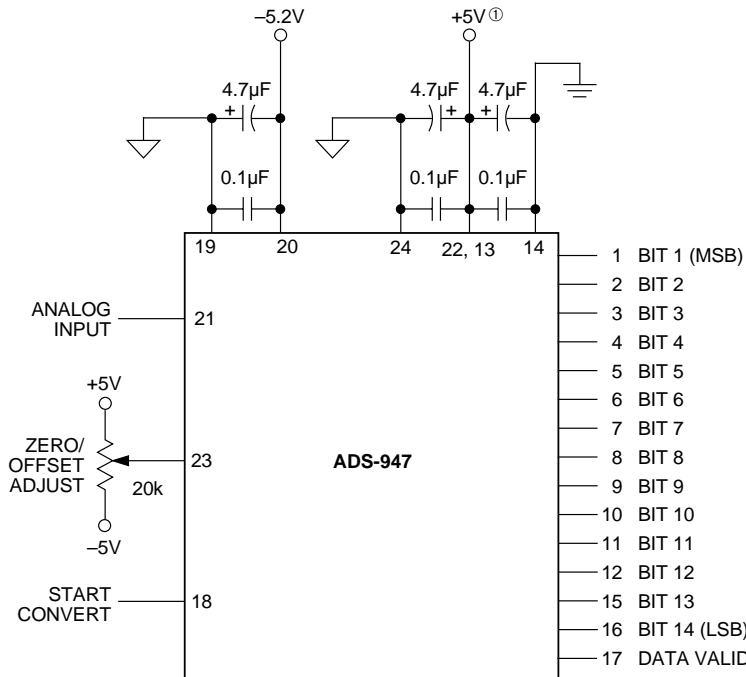 –5.2V
+5V ①
4.7µF
+
4.7µF
+
4.7µF
+
0.1µF
0.1µF
0.1µF
19
20
24
22, 13
14
ANALOG
INPUT
21
+5V
ZERO/
OFFSET
ADJUST
20k
23
–5V
START
CONVERT
18
ADS-947
1 BIT 1 (MSB)
2 BIT 2
3 BIT 3
4 BIT 4
5 BIT 5
6 BIT 6
7 BIT 7
8 BIT 8
9 BIT 9
10 BIT 10
11 BIT 11
12 BIT 12
15 BIT 13
16 BIT 14 (LSB)
17 DATA VALID